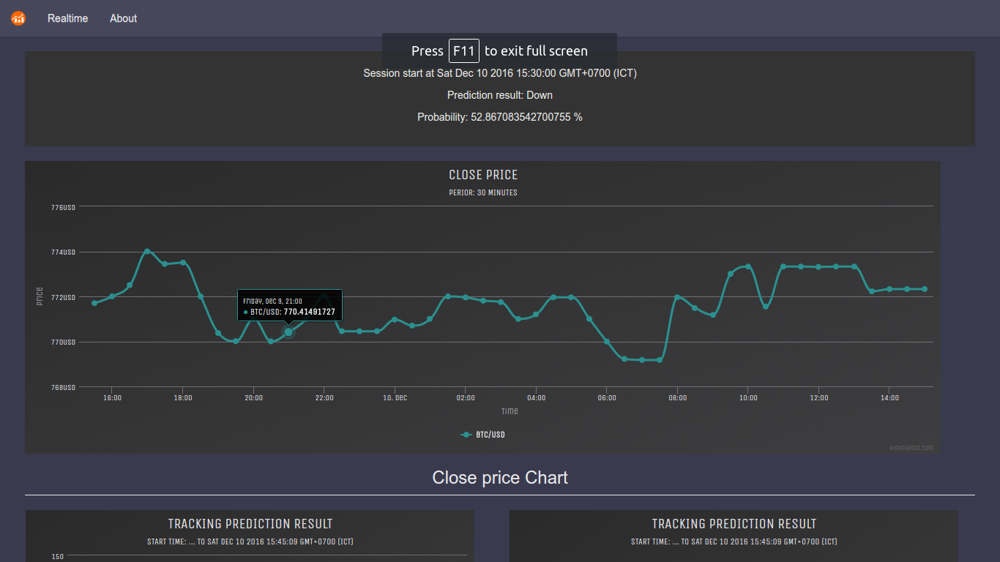 Realtime About
Press F11 to exit full screen
Session start at Sat Dec 10 2016 15:30:00 GMT+0700 (ICT)
Prediction result: Down
Probability: 52.867083542700755 %
CLOSE PRICE
PERIOR: 30 MINUTES
776USD
774USD
772USD
770USD
768USD
Price
Friday, Dec 9, 21:00
BTC/USD: 770.41491727
16:00 18:00 20:00 22:00 10. Dec 02:00 04:00 06:00 08:00 10:00 12:00 14:00
Time
BTC/USD
Highcharts.com
Close price Chart
TRACKING PREDICTION RESULT
START TIME: ... TO SAT DEC 10 2016 15:45:09 GMT+0700 (ICT)
150
TRACKING PREDICTION RESULT
START TIME: ... TO SAT DEC 10 2016 15:45:09 GMT+0700 (ICT)